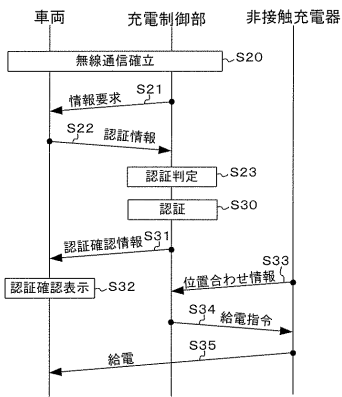 車両 充電制御部 非接触充電器
無線通信確立 S20
情報要求 S21
S22 認証情報
認証判定 S23
認証 S30
認証確認情報 S31
位置合わせ情報 S33
認証確認表示 S32
S34 給電指令
給電 S35